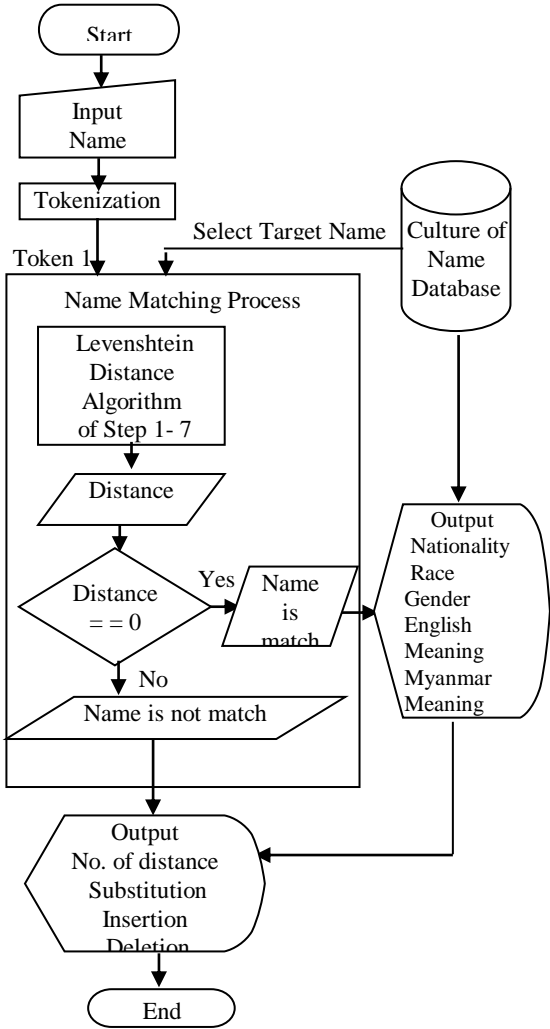 Start
Input
Name
Tokenization
Select Target Name
Culture of
Name
Database
Token 1
Name Matching Process
Levenshtein
Distance
Algorithm
of Step 1- 7
Distance
Distance
= = 0
Yes
Name
is
match
No
Name is not match
Output
Nationality
Race
Gender
English
Meaning
Myanmar
Meaning
Output
No. of distance
Substitution
Insertion
Deletion
End